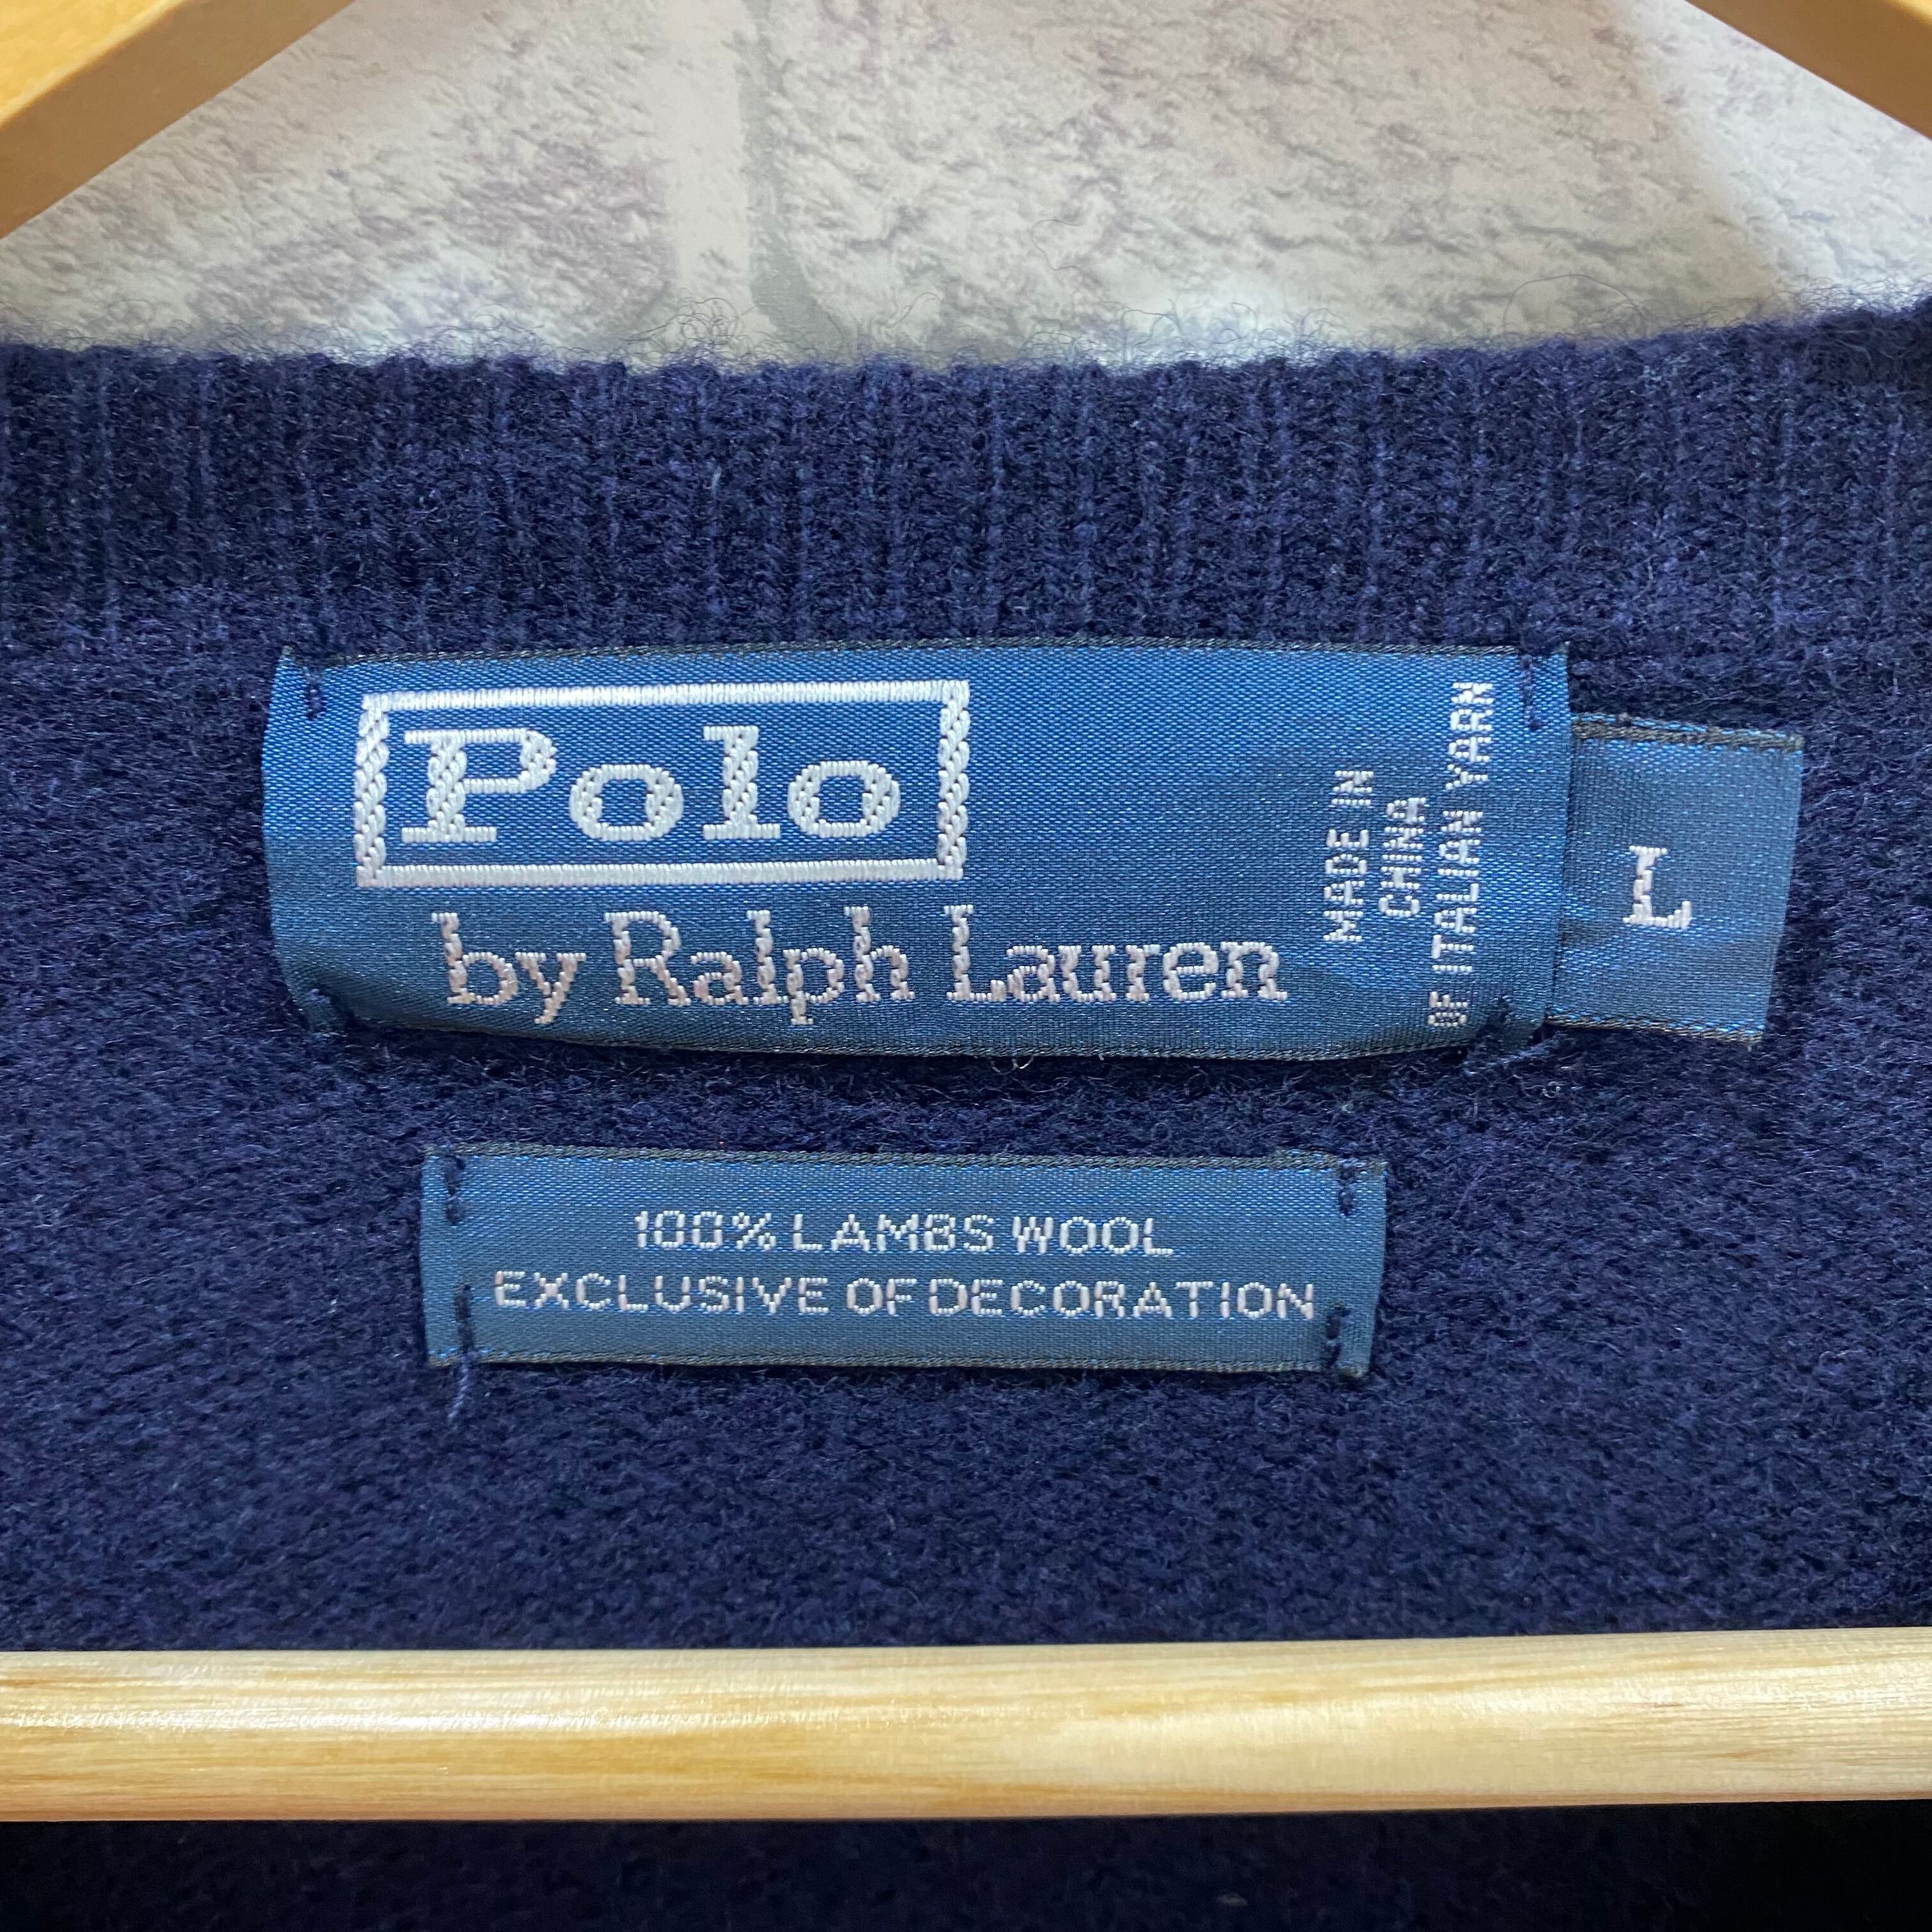 Polo
by Ralph Lauren
MADE IN
CHINA
OF ITALIAN YARN
L
100% LAMBS WOOL
EXCLUSIVE OF DECORATION